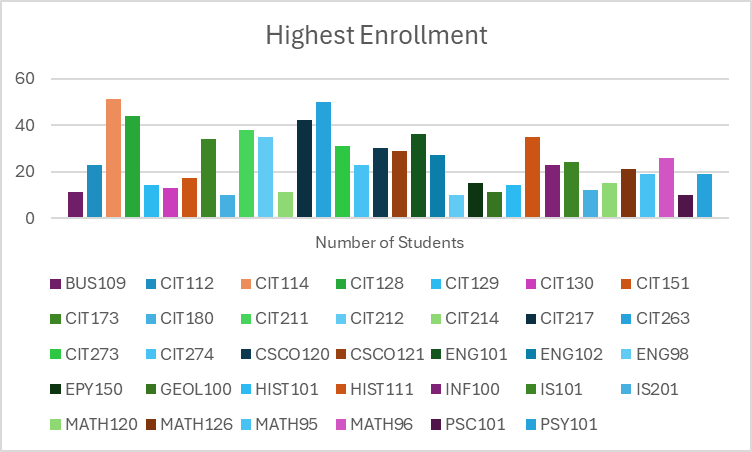 Highest Enrollment
60
40
20
0
Number of Students
BUS109 CIT112 CIT114 CIT128 CIT129 CIT130 CIT151
CIT173 CIT180 CIT211 CIT212 CIT214 CIT217 CIT263
CIT273 CIT274 CSCO120 CSCO121 ENG101 ENG102 ENG98
EPY150 GEOL100 HIST101 HIST111 INF100 IS101 IS201
MATH120 MATH126 MATH95 MATH96 PSC101 PSY101